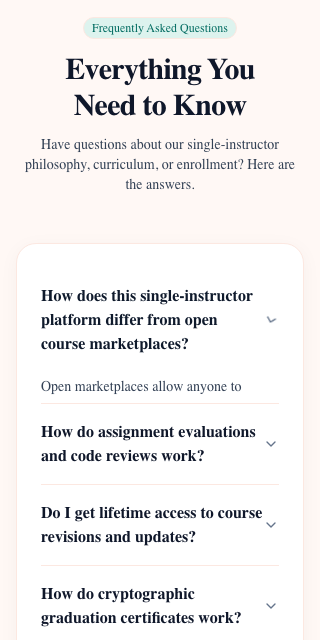 Frequently Asked Questions
Everything You
Need to Know
Have questions about our single-instructor
philosophy, curriculum, or enrollment? Here are
the answers.
How does this single-instructor
platform differ from open
course marketplaces?
Open marketplaces allow anyone to
How do assignment evaluations
and code reviews work?
Do I get lifetime access to course
revisions and updates?
How do cryptographic
graduation certificates work?